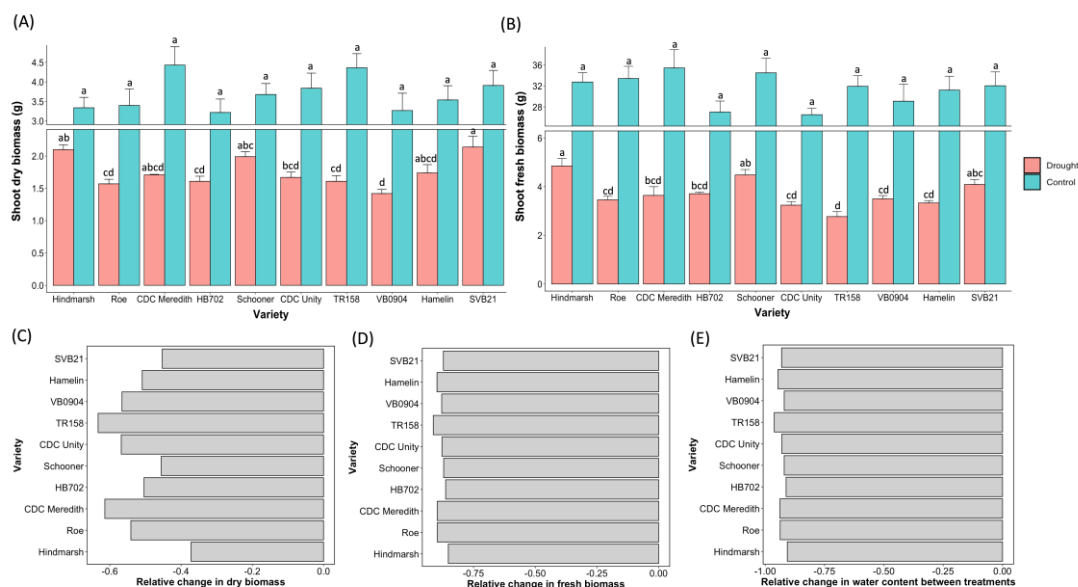 (A)
Shoot dry biomass (g)
4.5
4.0
3.5
3.0
2.0
1.5
1.0
0.5
0.0
a a a a a a a a a a
ab cd abcd cd abc bcd cd d abcd a
Hindmarsh Roe CDC Meredith HB702 Schooner CDC Unity TR158 VB0904 Hamelin SVB21
Variety
(B)
Shoot fresh biomass (g)
36
32
28
6
4
2
0
a a a a a a a a a a
a cd bcd bcd ab cd d cd cd abc
Hindmarsh Roe CDC Meredith HB702 Schooner CDC Unity TR158 VB0904 Hamelin SVB21
Variety
Drought
Control
(C)
Variety
SVB21
Hamelin
VB0904
TR158
CDC Unity
Schooner
HB702
CDC Meredith
Roe
Hindmarsh
-0.6 -0.4 -0.2 0.0
Relative change in dry biomass
(D)
Variety
SVB21
Hamelin
VB0904
TR158
CDC Unity
Schooner
HB702
CDC Meredith
Roe
Hindmarsh
-0.75 -0.50 -0.25 0.00
Relative change in fresh biomass
(E)
Variety
SVB21
Hamelin
VB0904
TR158
CDC Unity
Schooner
HB702
CDC Meredith
Roe
Hindmarsh
-1.00 -0.75 -0.50 -0.25 0.00
Relative change in water content between treatments